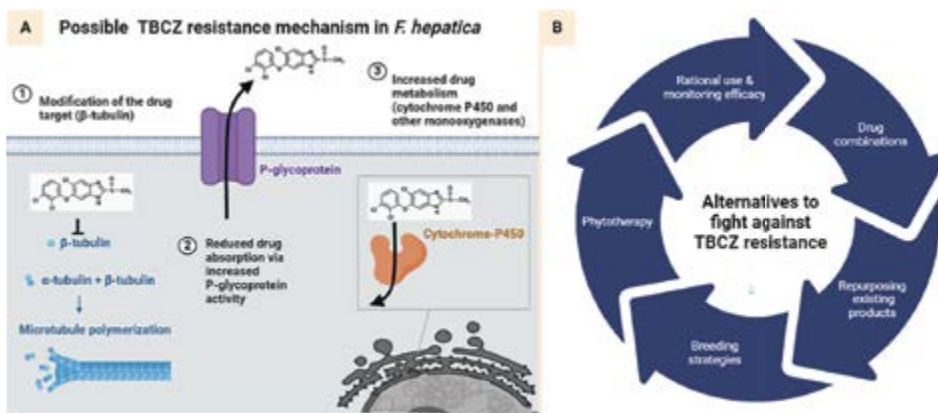 A
Possible TBCZ resistance mechanism in F. hepatica
1
Modification of the drug
target (β-tubulin)
3
Increased drug
metabolism
(cytochrome P450 and
other monooxygenases)
P-glycoprotein
β-tubulin
α-tubulin + β-tubulin
Microtubule polymerization
2
Reduced drug
absorption via
increased
P-glycoprotein
activity
Cytochrome-P450
B
Rational use &
monitoring efficacy
Drug
combinations
Repurposing
existing
products
Breeding
strategies
Phytotherapy
Alternatives to
fight against
TBCZ resistance